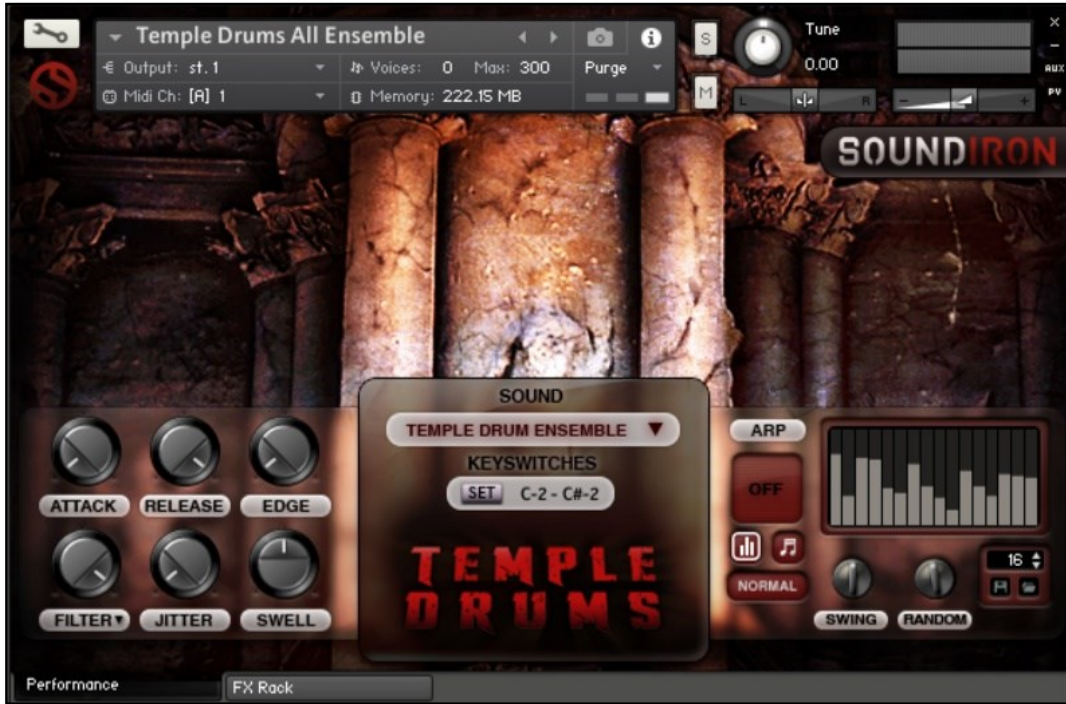 Temple Drums All Ensemble
Output: st.1
Voices: 0 Max: 300
Purge
Midi Ch: [A] 1
Memory: 222.15 MB
S
M
Tune
0.00
L
R
-
+
×
-
AUX
PV
SOUNDIRON
SOUND
TEMPLE DRUM ENSEMBLE
KEYSWITCHES
SET C-2 - C#-2
TEMPLE
DRUMS
ATTACK RELEASE EDGE
FILTER JITTER SWELL
ARP
OFF
NORMAL
16
SWING RANDOM
Performance
FX Rack